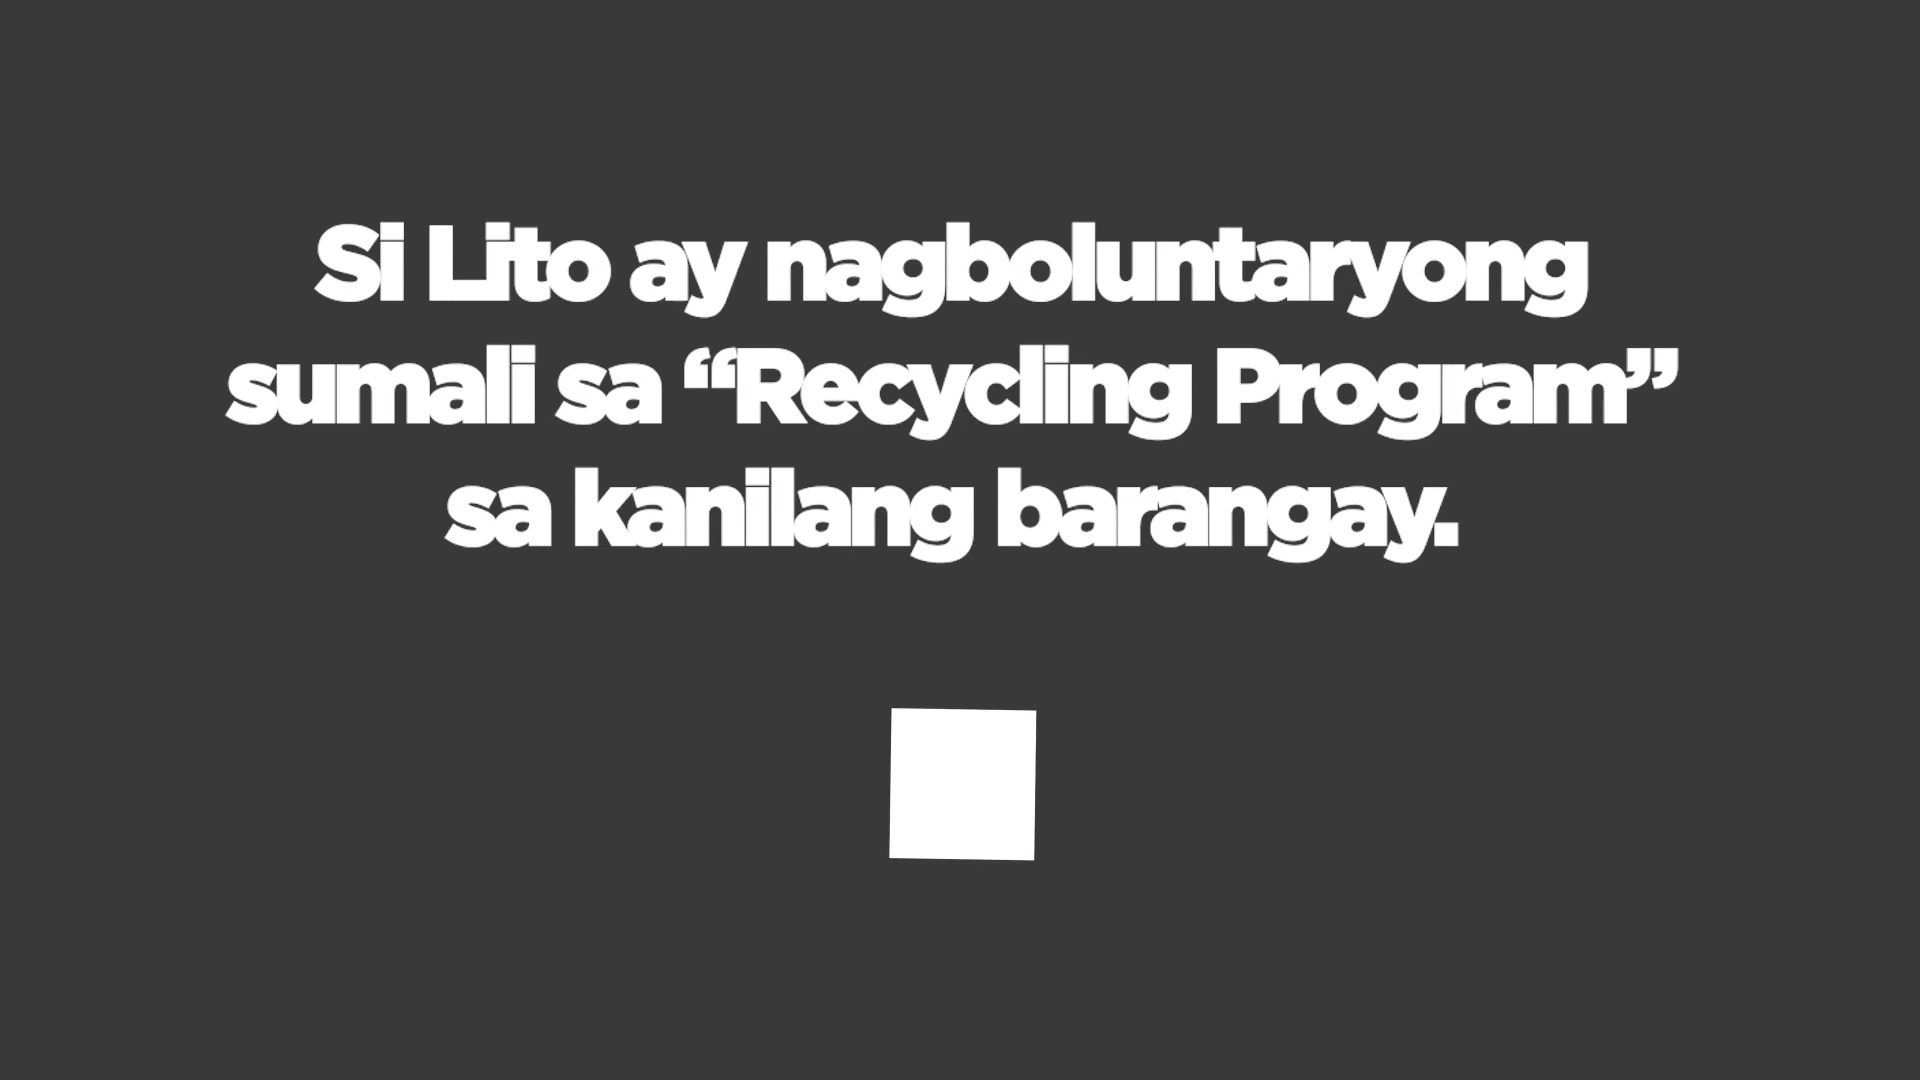 Si Lito ay nagboluntaryong
sumali sa “Recycling Program”
sa kanilang barangay.